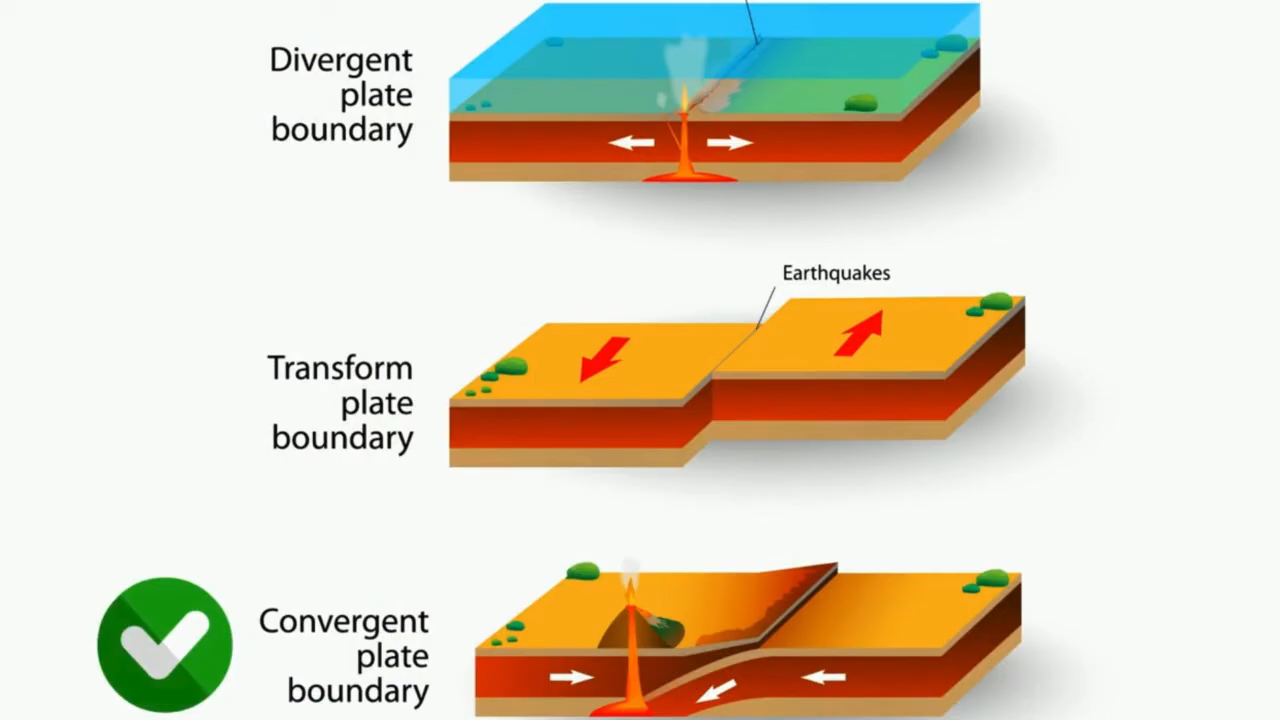 Divergent
plate
boundary
Earthquakes
Transform
plate
boundary
Convergent
plate
boundary